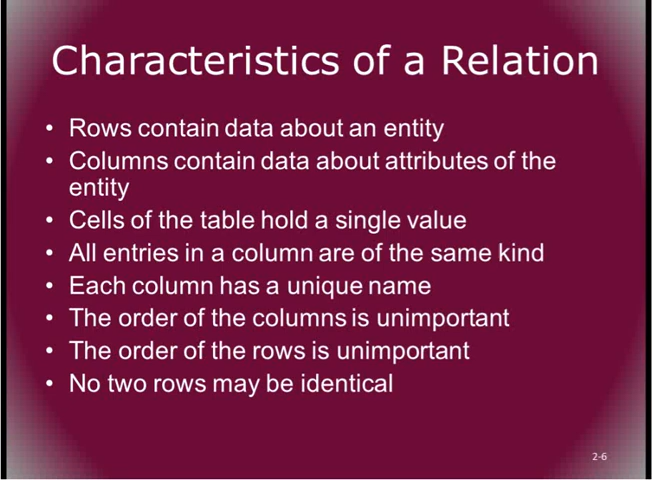 Characteristics of a Relation
• Rows contain data about an entity
• Columns contain data about attributes of the
entity
• Cells of the table hold a single value
• All entries in a column are of the same kind
• Each column has a unique name
• The order of the columns is unimportant
• The order of the rows is unimportant
• No two rows may be identical
2-6